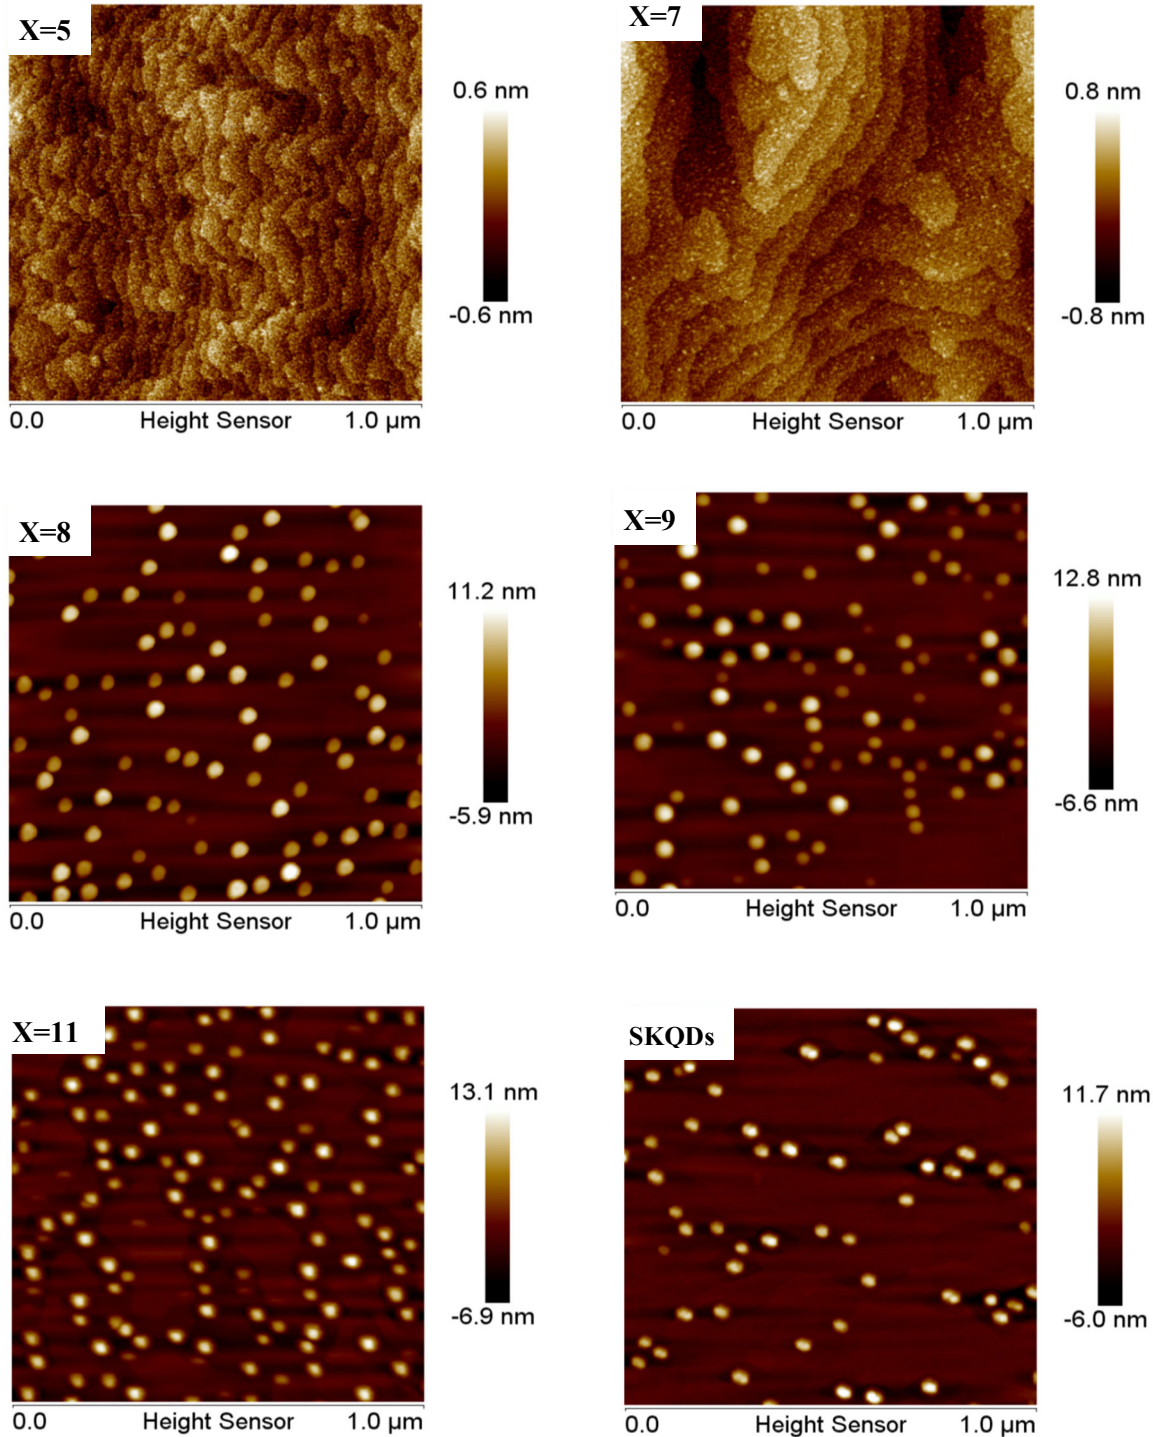 X=5
0.6 nm
-0.6 nm
0.0 Height Sensor 1.0 µm
X=7
0.8 nm
-0.8 nm
0.0 Height Sensor 1.0 µm
X=8
11.2 nm
-5.9 nm
0.0 Height Sensor 1.0 µm
X=9
12.8 nm
-6.6 nm
0.0 Height Sensor 1.0 µm
X=11
13.1 nm
-6.9 nm
0.0 Height Sensor 1.0 µm
SKQDs
11.7 nm
-6.0 nm
0.0 Height Sensor 1.0 µm